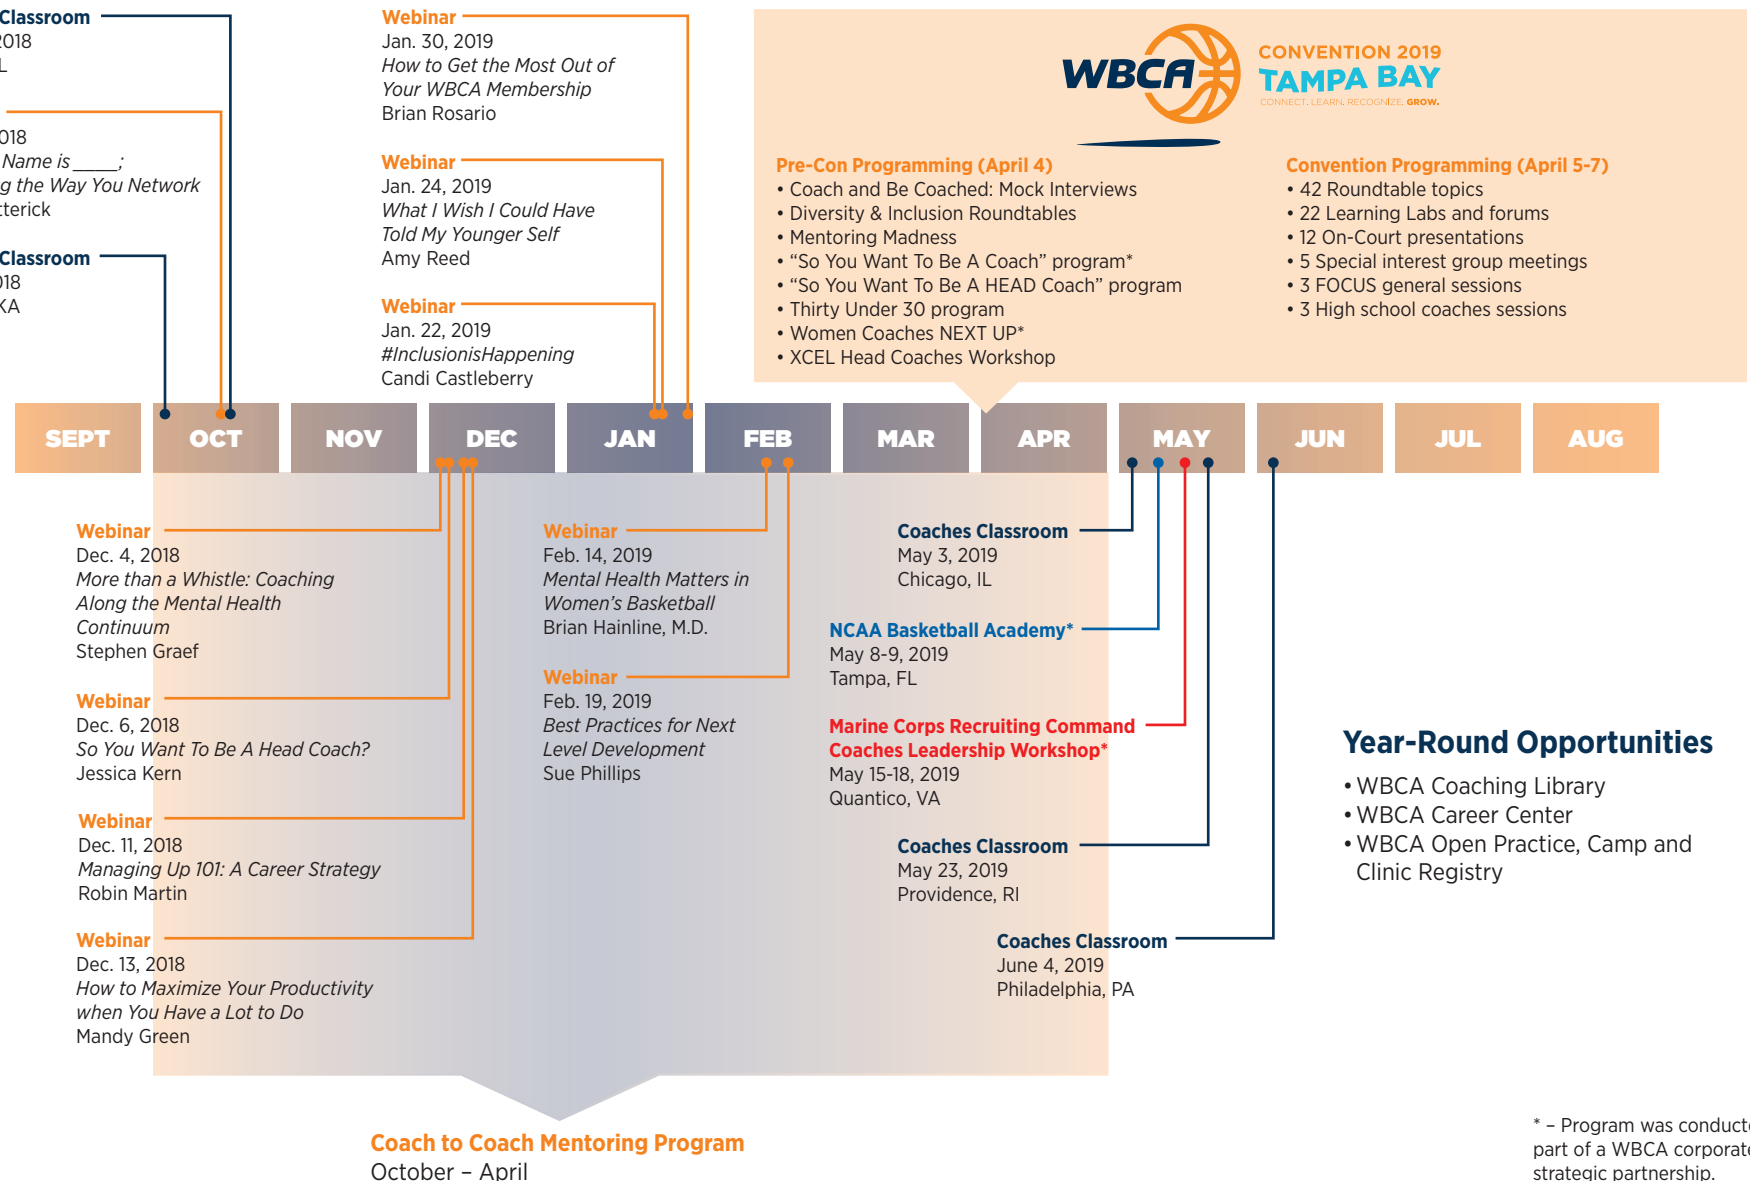 Classroom
2018
Name is ____;
the Way You Network
Classroom
Webinar
Jan. 30, 2019
How to Get the Most Out of
Your WBCA Membership
Brian Rosario
Webinar
Jan. 24, 2019
What I Wish I Could Have
Told My Younger Self
Amy Reed
Webinar
Jan. 22, 2019
#InclusionisHappening
Candi Castleberry
WBCA
CONVENTION 2019
TAMPA BAY
CONNECT. LEARN. RECOGNIZE. GROW.
Pre-Con Programming (April 4)
• Coach and Be Coached: Mock Interviews
• Diversity & Inclusion Roundtables
• Mentoring Madness
• “So You Want To Be A Coach” program*
• “So You Want To Be A HEAD Coach” program
• Thirty Under 30 program
• Women Coaches NEXT UP*
• XCEL Head Coaches Workshop
Convention Programming (April 5-7)
• 42 Roundtable topics
• 22 Learning Labs and forums
• 12 On-Court presentations
• 5 Special interest group meetings
• 3 FOCUS general sessions
• 3 High school coaches sessions
SEPT OCT NOV DEC JAN FEB MAR APR MAY JUN JUL AUG
Webinar
Dec. 4, 2018
More than a Whistle: Coaching
Along the Mental Health
Continuum
Stephen Graef
Webinar
Dec. 6, 2018
So You Want To Be A Head Coach?
Jessica Kern
Webinar
Dec. 11, 2018
Managing Up 101: A Career Strategy
Robin Martin
Webinar
Dec. 13, 2018
How to Maximize Your Productivity
when You Have a Lot to Do
Mandy Green
Webinar
Feb. 14, 2019
Mental Health Matters in
Women’s Basketball
Brian Hainline, M.D.
Webinar
Feb. 19, 2019
Best Practices for Next
Level Development
Sue Phillips
Coaches Classroom
May 3, 2019
Chicago, IL
NCAA Basketball Academy*
May 8-9, 2019
Tampa, FL
Marine Corps Recruiting Command
Coaches Leadership Workshop*
May 15-18, 2019
Quantico, VA
Coaches Classroom
May 23, 2019
Providence, RI
Coaches Classroom
June 4, 2019
Philadelphia, PA
Year-Round Opportunities
• WBCA Coaching Library
• WBCA Career Center
• WBCA Open Practice, Camp and
Clinic Registry
Coach to Coach Mentoring Program
October – April
* – Program was
part of a WBCA
strategic partnership.